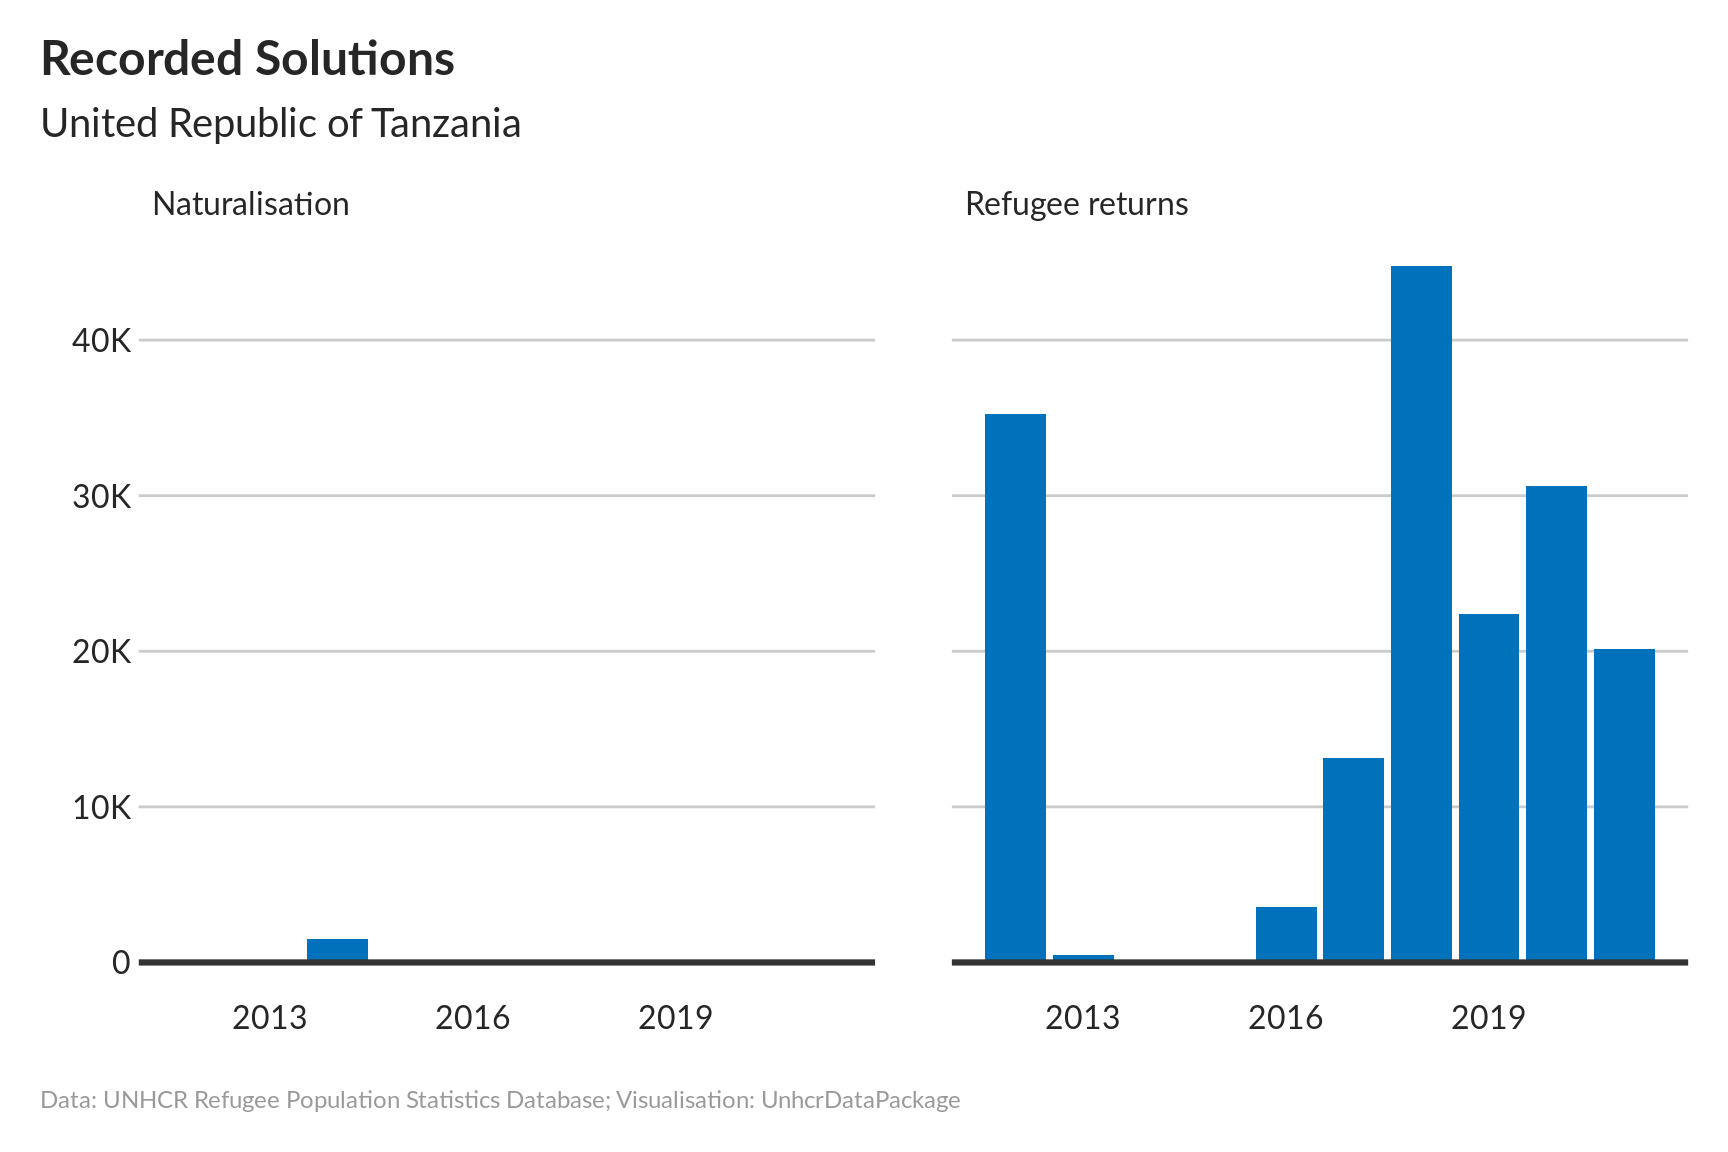 Recorded Solutions
United Republic of Tanzania
Naturalisation
Refugee returns
40K
30K
20K
10K
0
2013 2016 2019
2013 2016 2019
Data: UNHCR Refugee Population Statistics Database; Visualisation: UnhcrDataPackage